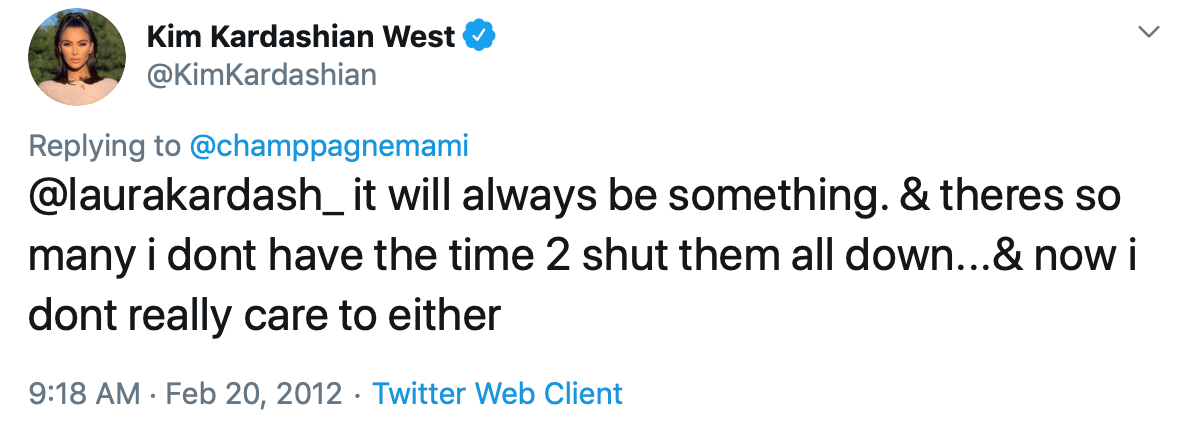 Kim Kardashian West
@KimKardashian
Replying to @champpagnemami
@laurakardash_ it will always be something. & theres so
many i dont have the time 2 shut them all down...& now i
dont really care to either
9:18 AM · Feb 20, 2012 · Twitter Web Client